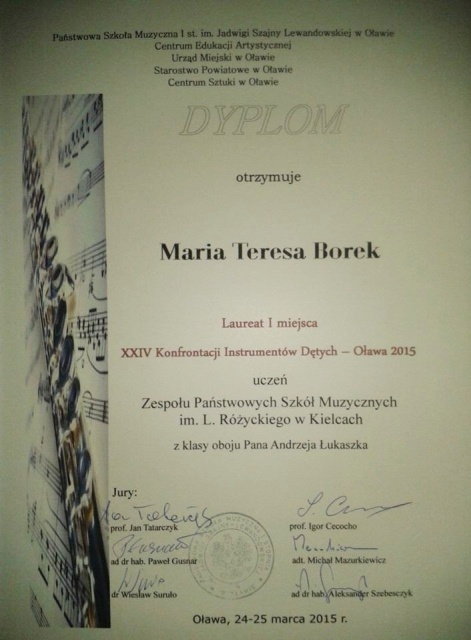 Państwowa Szkoła Muzyczna I st. im. Jadwigi Szajny Lewandowskiej w Oławie
Centrum Edukacji Artystycznej
Urząd Miejski w Oławie
Starostwo Powiatowe w Oławie
Centrum Sztuki w Oławie
DYPLOM
otrzymuje
Maria Teresa Borek
Laureat I miejsca
XXIV Konfrontacji Instrumentów Dętych – Oława 2015
uczeń
Zespołu Państwowych Szkół Muzycznych
im. L. Różyckiego w Kielcach
z klasy oboju Pana Andrzeja Łukaszka
Jury:
prof. Jan Tatarczyk
prof. Igor Cecocho
ad dr hab. Paweł Gusnar
adt. Michał Mazurkiewicz
dr Wiesław Suruło
ad dr hab. Aleksander Szebesczyk
Oława, 24-25 marca 2015 r.